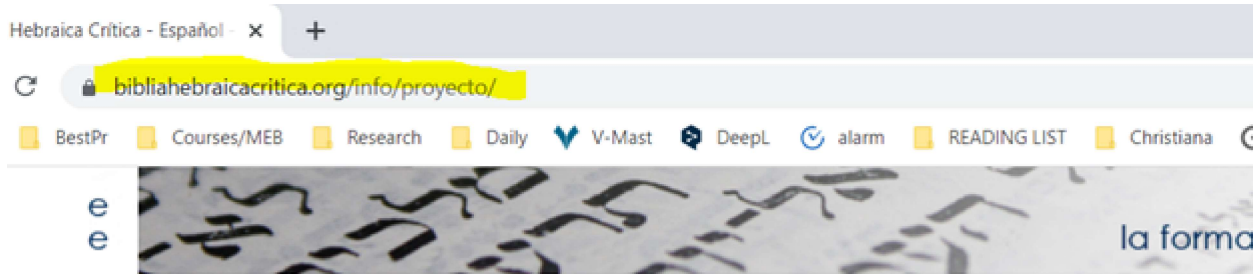 Hebraica Crítica - Español -
bibliahebraicacritica.org/info/proyecto/
BestPr Courses/MEB Research Daily V-Mast DeepL alarm READING LIST Christiana
e
e
la forma